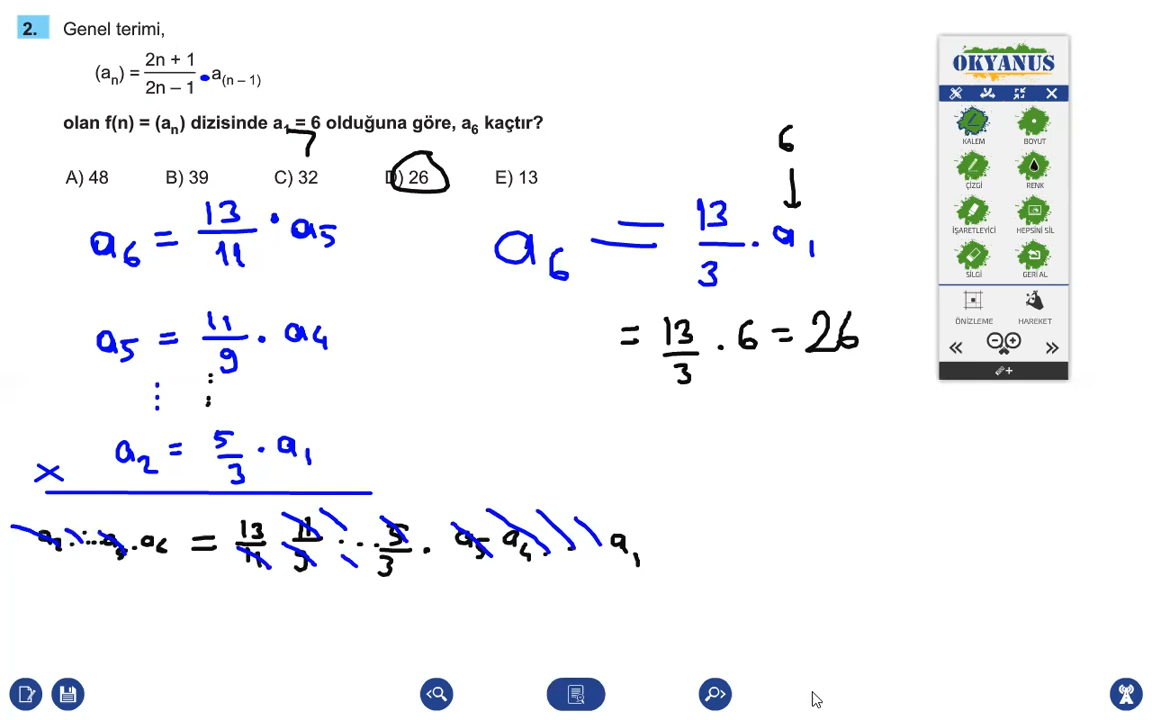 2. Genel terimi,
(aₙ) = 2n + 1 / 2n – 1 · a₍ₙ ₋ ₁₎
olan f(n) = (aₙ) dizisinde a₁ = 6 olduğuna göre, a₆ kaçtır?
A) 48 B) 39 C) 32 D) 26 E) 13
a₆ = 13/11 · a₅
a₅ = 11/9 · a₄
⋮ ⋮
a₂ = 5/3 · a₁
×
a₂ . ... a₅ . a₆ = 13/11 11/9 ... 5/3 . a₅ a₄ . . a₁
6
↓
a₆ = 13/3 . a₁
= 13/3 . 6 = 26
OKYANUS
KALEM BOYUT
ÇİZGİ RENK
İŞARETLEYİCİ HEPSİNİ SİL
SİLGİ GERİ AL
ÖNİZLEME HAREKET